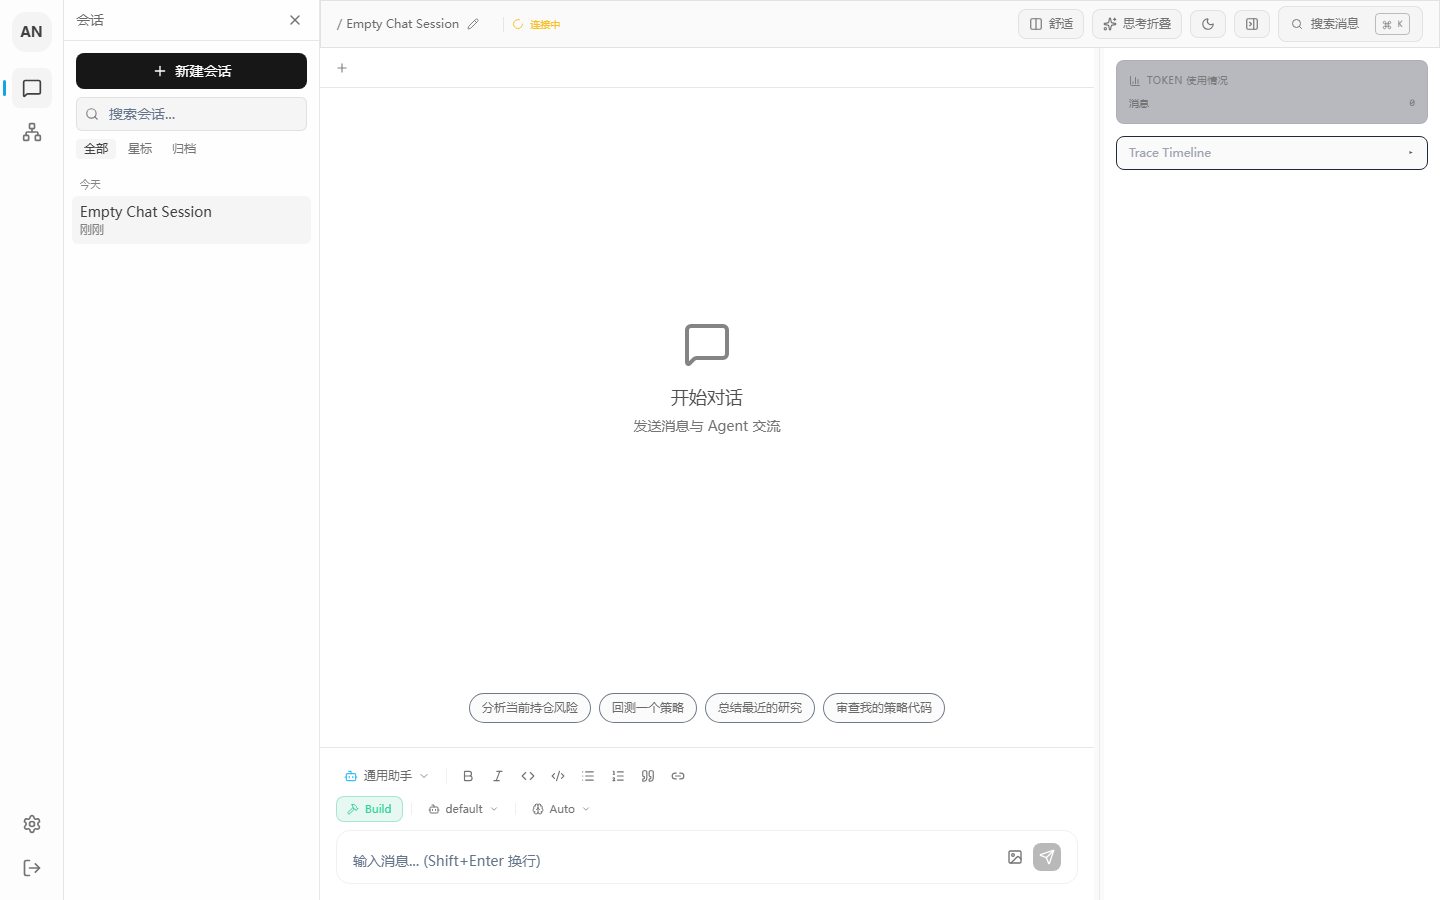 AN
会话
新建会话
搜索会话...
全部 星标 归档
今天
Empty Chat Session
刚刚
/ Empty Chat Session
连接中
舒适
思考折叠
搜索消息
⌘ K
TOKEN 使用情况
消息 0
Trace Timeline
开始对话
发送消息与 Agent 交流
分析当前持仓风险
回测一个策略
总结最近的研究
审查我的策略代码
通用助手
Build
default
Auto
输入消息... (Shift+Enter 换行)